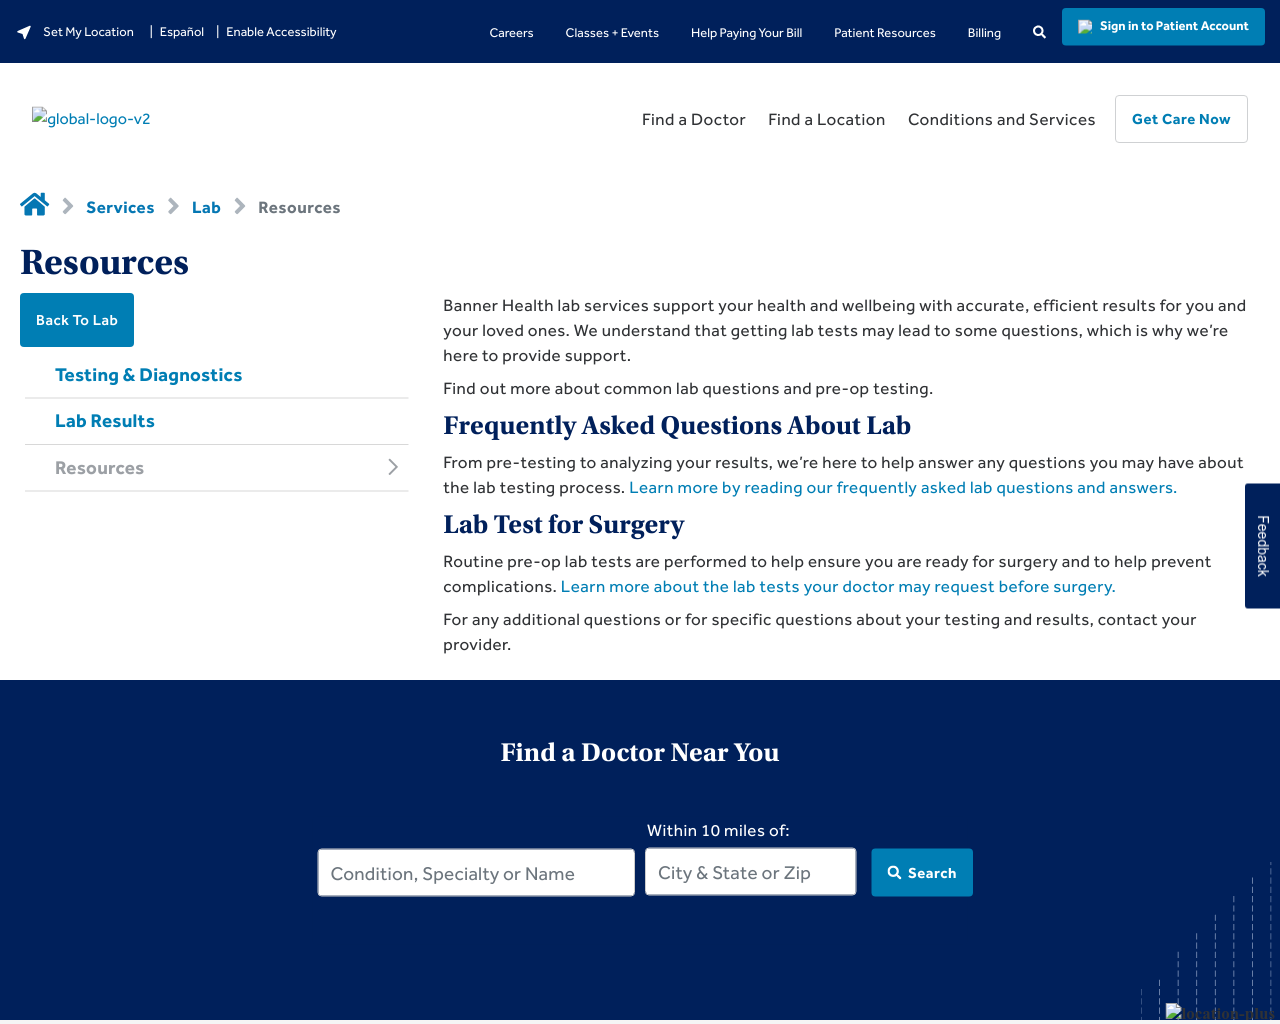 Set My Location | Español | Enable Accessibility
Careers Classes + Events Help Paying Your Bill Patient Resources Billing Sign in to Patient Account
global-logo-v2
Find a Doctor Find a Location Conditions and Services Get Care Now
Services Lab Resources
Resources
Back To Lab
Testing & Diagnostics
Lab Results
Resources
Banner Health lab services support your health and wellbeing with accurate, efficient results for you and
your loved ones. We understand that getting lab tests may lead to some questions, which is why we’re
here to provide support.
Find out more about common lab questions and pre-op testing.
Frequently Asked Questions About Lab
From pre-testing to analyzing your results, we’re here to help answer any questions you may have about
the lab testing process. Learn more by reading our frequently asked lab questions and answers.
Lab Test for Surgery
Routine pre-op lab tests are performed to help ensure you are ready for surgery and to help prevent
complications. Learn more about the lab tests your doctor may request before surgery.
For any additional questions or for specific questions about your testing and results, contact your
provider.
Feedback
Find a Doctor Near You
Within 10 miles of:
Condition, Specialty or Name City & State or Zip Search
location-plus